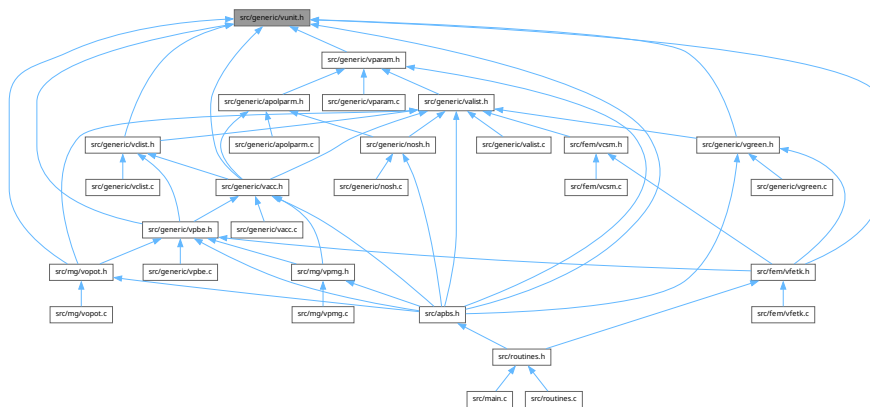 src/generic/vunit.h
src/generic/vparam.h
src/generic/apolparm.h
src/generic/vparam.c
src/generic/valist.h
src/generic/vclist.h
src/generic/apolparm.c
src/generic/nosh.h
src/generic/valist.c
src/fem/vcsm.h
src/generic/vgreen.h
src/generic/vclist.c
src/generic/vacc.h
src/generic/nosh.c
src/fem/vcsm.c
src/generic/vgreen.c
src/generic/vpbe.h
src/generic/vacc.c
src/mg/vopot.h
src/generic/vpbe.c
src/mg/vpmg.h
src/fem/vfetk.h
src/mg/vopot.c
src/mg/vpmg.c
src/apbs.h
src/fem/vfetk.c
src/routines.h
src/main.c
src/routines.c